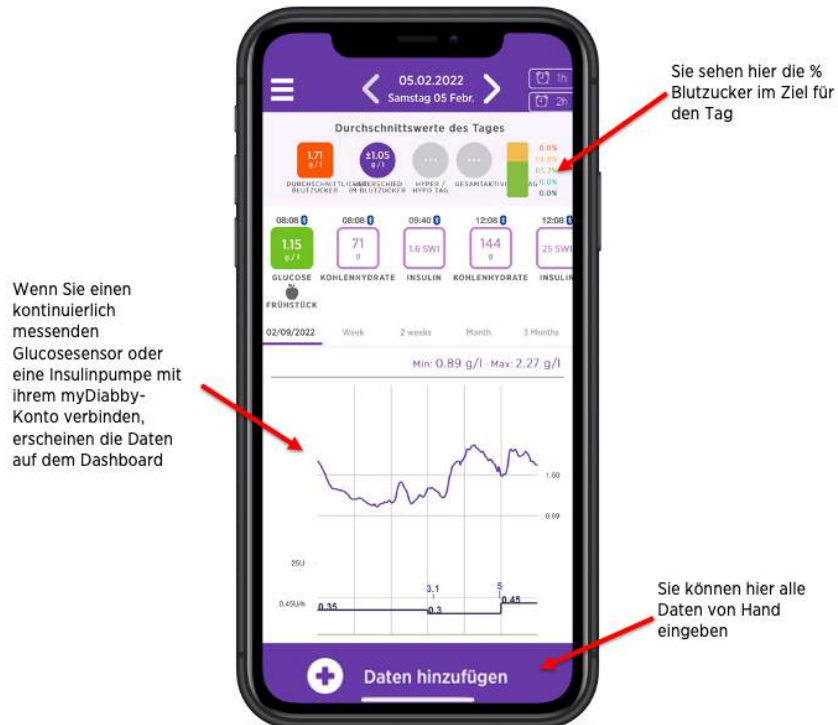 05.02.2022
Samstag 05 Febr.
1h
2h
Durchschnittswerte des Tages
1.71
g/l
±1.05
g/l
...
...
0.0%
65.2%
0.0%
0.0%
DURCHSCHNITTLICHER
BLUTZUCKER
IM BLUTZUCKER
HYPER /
HYPO TAG
08:08
08:08
09:40
12:08
12:08
1.15
g/l
71
g
1.6 SWI
144
g
25 SWI
GLUCOSE
KOHLENHYDRATE
INSULIN
KOHLENHYDRATE
INSULIN
FRÜHSTÜCK
02/09/2022
Week
2 weeks
Month
3 Months
Min: 0.89 g/l - Max: 2.27 g/l
1,60
0.69
25U
3.1
5
0.45U/h
0.35
0.3
0.45
Daten hinzufügen
Sie sehen hier die %
Blutzucker im Ziel für
den Tag
Wenn Sie einen
kontinuierlich
messenden
Glucosesensor oder
eine Insulinpumpe mit
ihrem myDiabby-
Konto verbinden,
erscheinen die Daten
auf dem Dashboard
Sie können hier alle
Daten von Hand
eingeben